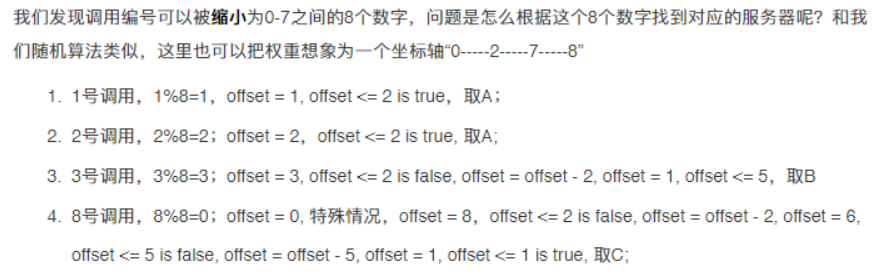 我们发现调用编号可以被缩小为0-7之间的8个数字，问题是怎么根据这个8个数字找到对应的服务器呢？和我
们随机算法类似，这里也可以把权重想象为一个坐标轴“0-----2-----7-----8”
1. 1号调用，1%8=1，offset = 1, offset <= 2 is true，取A；
2. 2号调用，2%8=2；offset = 2，offset <= 2 is true, 取A;
3. 3号调用，3%8=3；offset = 3, offset <= 2 is false, offset = offset - 2, offset = 1, offset <= 5，取B
4. 8号调用，8%8=0；offset = 0, 特殊情况，offset = 8，offset <= 2 is false, offset = offset - 2, offset = 6,
offset <= 5 is false, offset = offset - 5, offset = 1, offset <= 1 is true, 取C;